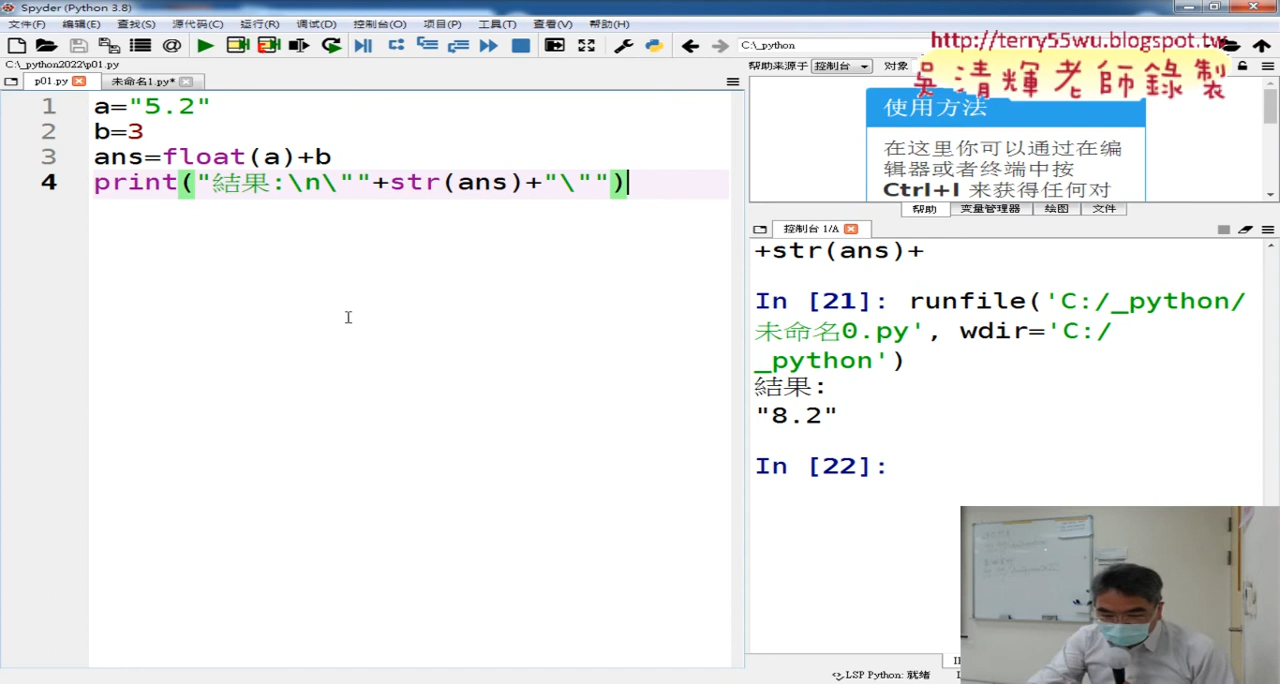 Spyder (Python 3.8)
文件(F) 编辑(E) 查找(S) 源代码(C) 运行(R) 调试(D) 控制台(O) 项目(P) 工具(T) 查看(V) 帮助(H)
C:\_python
http://terry55wu.blogspot.tw
吳清輝老師錄製
C:\_python2022\p01.py
p01.py 未命名1.py*
帮助来源于 控制台 对象
1 a="5.2"
2 b=3
3 ans=float(a)+b
4 print("結果:\n\""+str(ans)+"\"")
使用方法
在这里你可以通过在编
辑器或者终端中按
Ctrl+I 来获得任何对
帮助 变量管理器 绘图 文件
控制台 1/A
+str(ans)+
In [21]: runfile('C:/_python/
未命名0.py', wdir='C:/
_python')
結果:
"8.2"
In [22]:
LSP Python: 就绪